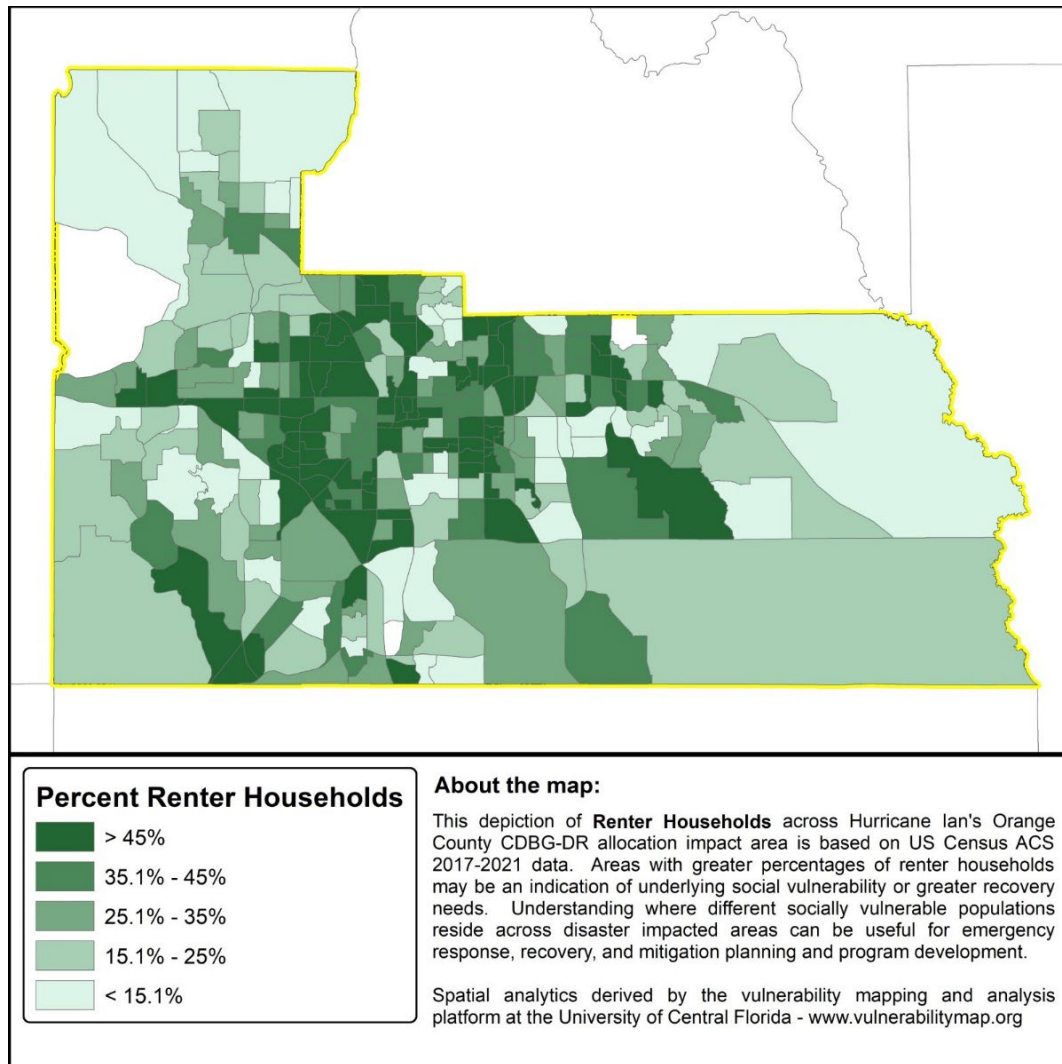 Percent Renter Households
> 45%
35.1% - 45%
25.1% - 35%
15.1% - 25%
< 15.1%
About the map:
This depiction of Renter Households across Hurricane Ian's Orange
County CDBG-DR allocation impact area is based on US Census ACS
2017-2021 data. Areas with greater percentages of renter households
may be an indication of underlying social vulnerability or greater recovery
needs. Understanding where different socially vulnerable populations
reside across disaster impacted areas can be useful for emergency
response, recovery, and mitigation planning and program development.
Spatial analytics derived by the vulnerability mapping and analysis
platform at the University of Central Florida - www.vulnerabilitymap.org